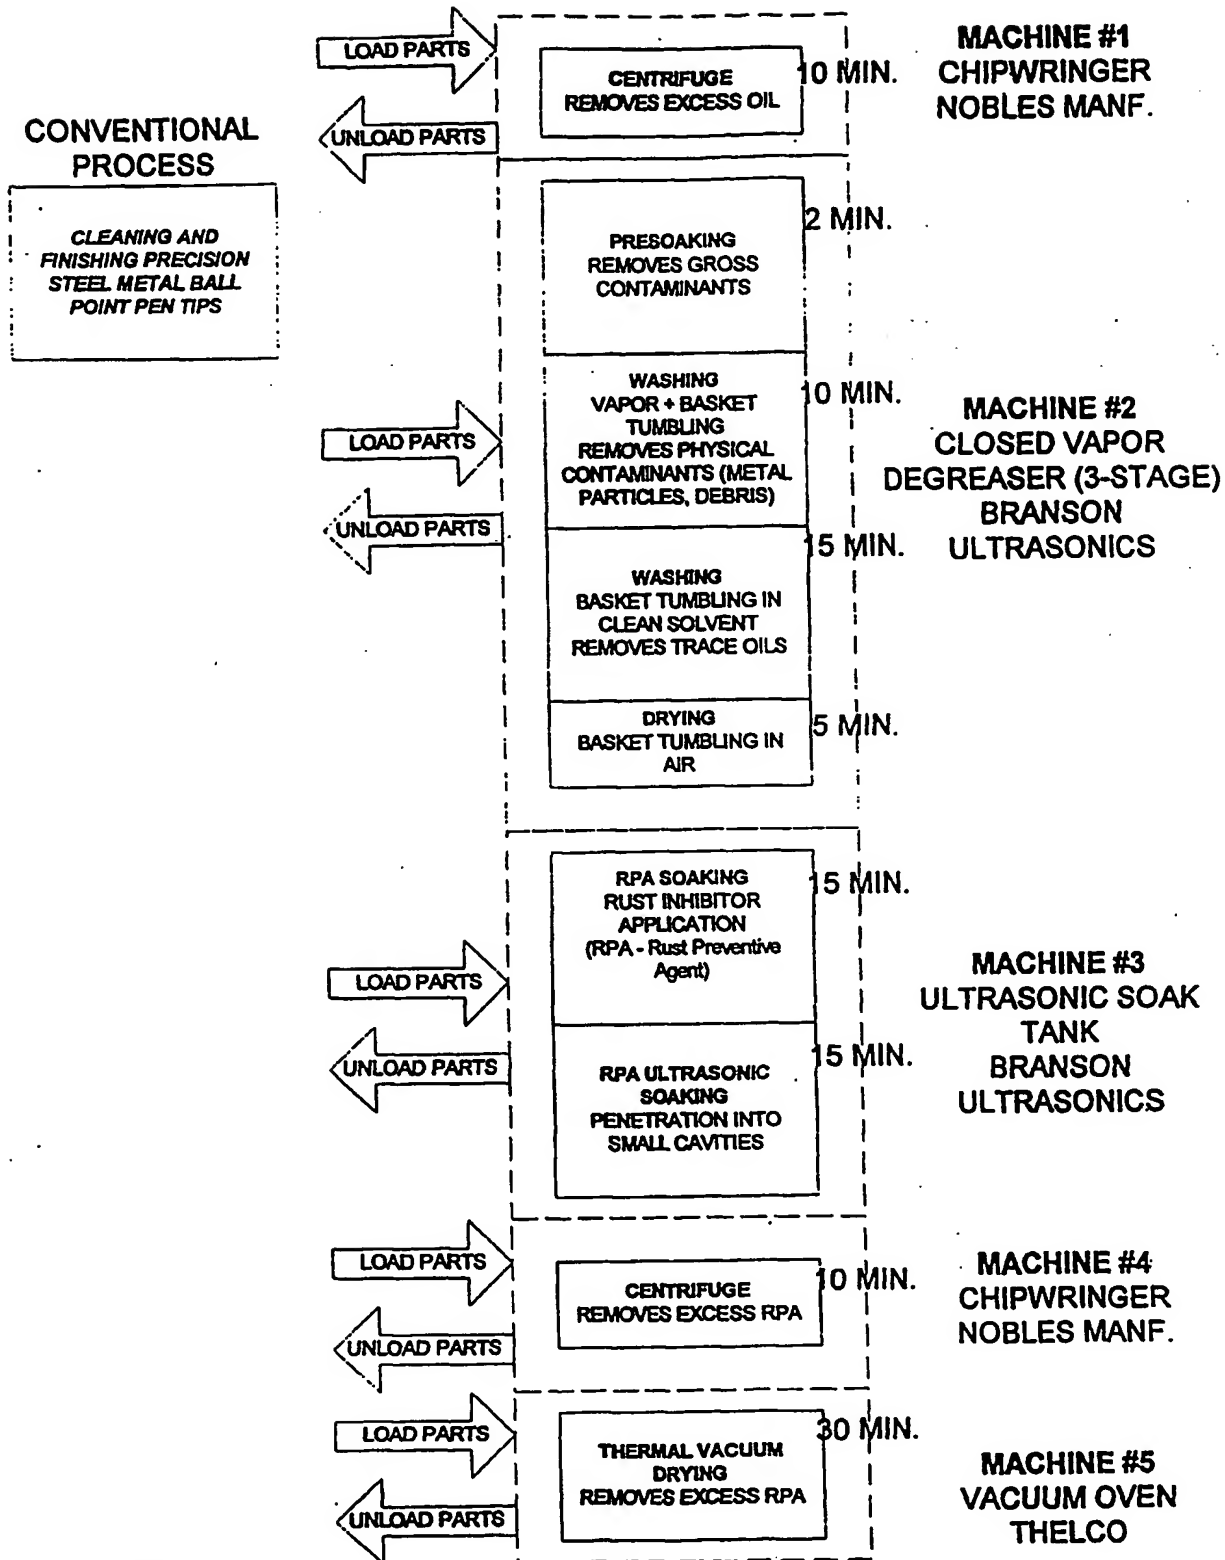 LOAD PARTS
CENTRIFUGE
REMOVES EXCESS OIL
10 MIN.
MACHINE #1
CHIPWRINGER
NOBLES MANF.
UNLOAD PARTS
CONVENTIONAL
PROCESS
CLEANING AND
FINISHING PRECISION
STEEL METAL BALL
POINT PEN TIPS
PRESOAKING
REMOVES GROSS
CONTAMINANTS
2 MIN.
WASHING
VAPOR + BASKET
TUMBLING
REMOVES PHYSICAL
CONTAMINANTS (METAL
PARTICLES, DEBRIS)
10 MIN.
LOAD PARTS
UNLOAD PARTS
MACHINE #2
CLOSED VAPOR
DEGREASER (3-STAGE)
BRANSON
ULTRASONICS
WASHING
BASKET TUMBLING IN
CLEAN SOLVENT
REMOVES TRACE OILS
15 MIN.
DRYING
BASKET TUMBLING IN
AIR
5 MIN.
RPA SOAKING
RUST INHIBITOR
APPLICATION
(RPA - Rust Preventive
Agent)
15 MIN.
LOAD PARTS
UNLOAD PARTS
MACHINE #3
ULTRASONIC SOAK
TANK
BRANSON
ULTRASONICS
RPA ULTRASONIC
SOAKING
PENETRATION INTO
SMALL CAVITIES
15 MIN.
LOAD PARTS
UNLOAD PARTS
CENTRIFUGE
REMOVES EXCESS RPA
10 MIN.
MACHINE #4
CHIPWRINGER
NOBLES MANF.
LOAD PARTS
UNLOAD PARTS
THERMAL VACUUM
DRYING
REMOVES EXCESS RPA
30 MIN.
MACHINE #5
VACUUM OVEN
THELCO